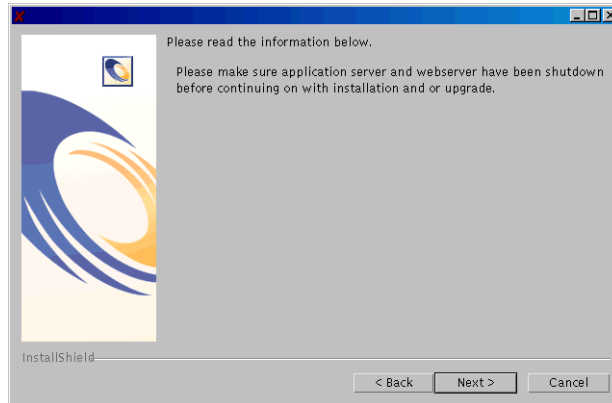 Please read the information below.
Please make sure application server and webserver have been shutdown
before continuing on with installation and or upgrade.
InstallShield
< Back
Next >
Cancel